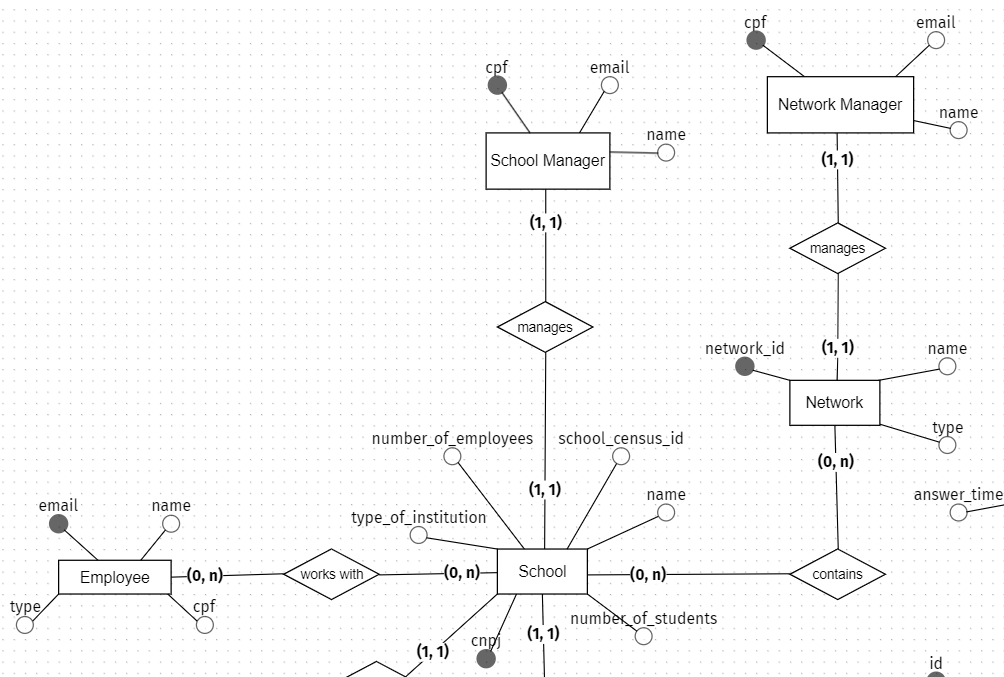 cpf
email
Network Manager
name
(1, 1)
manages
(1, 1)
cpf
email
School Manager
name
(1, 1)
manages
(1, 1)
network_id
name
Network
type
(0, n)
answer_time
number_of_employees
school_census_id
type_of_institution
name
email
name
Employee
(0, n)
works with
(0, n)
School
(0, n)
contains
type
cpf
number_of_students
cnpj
(1, 1)
(1, 1)
id